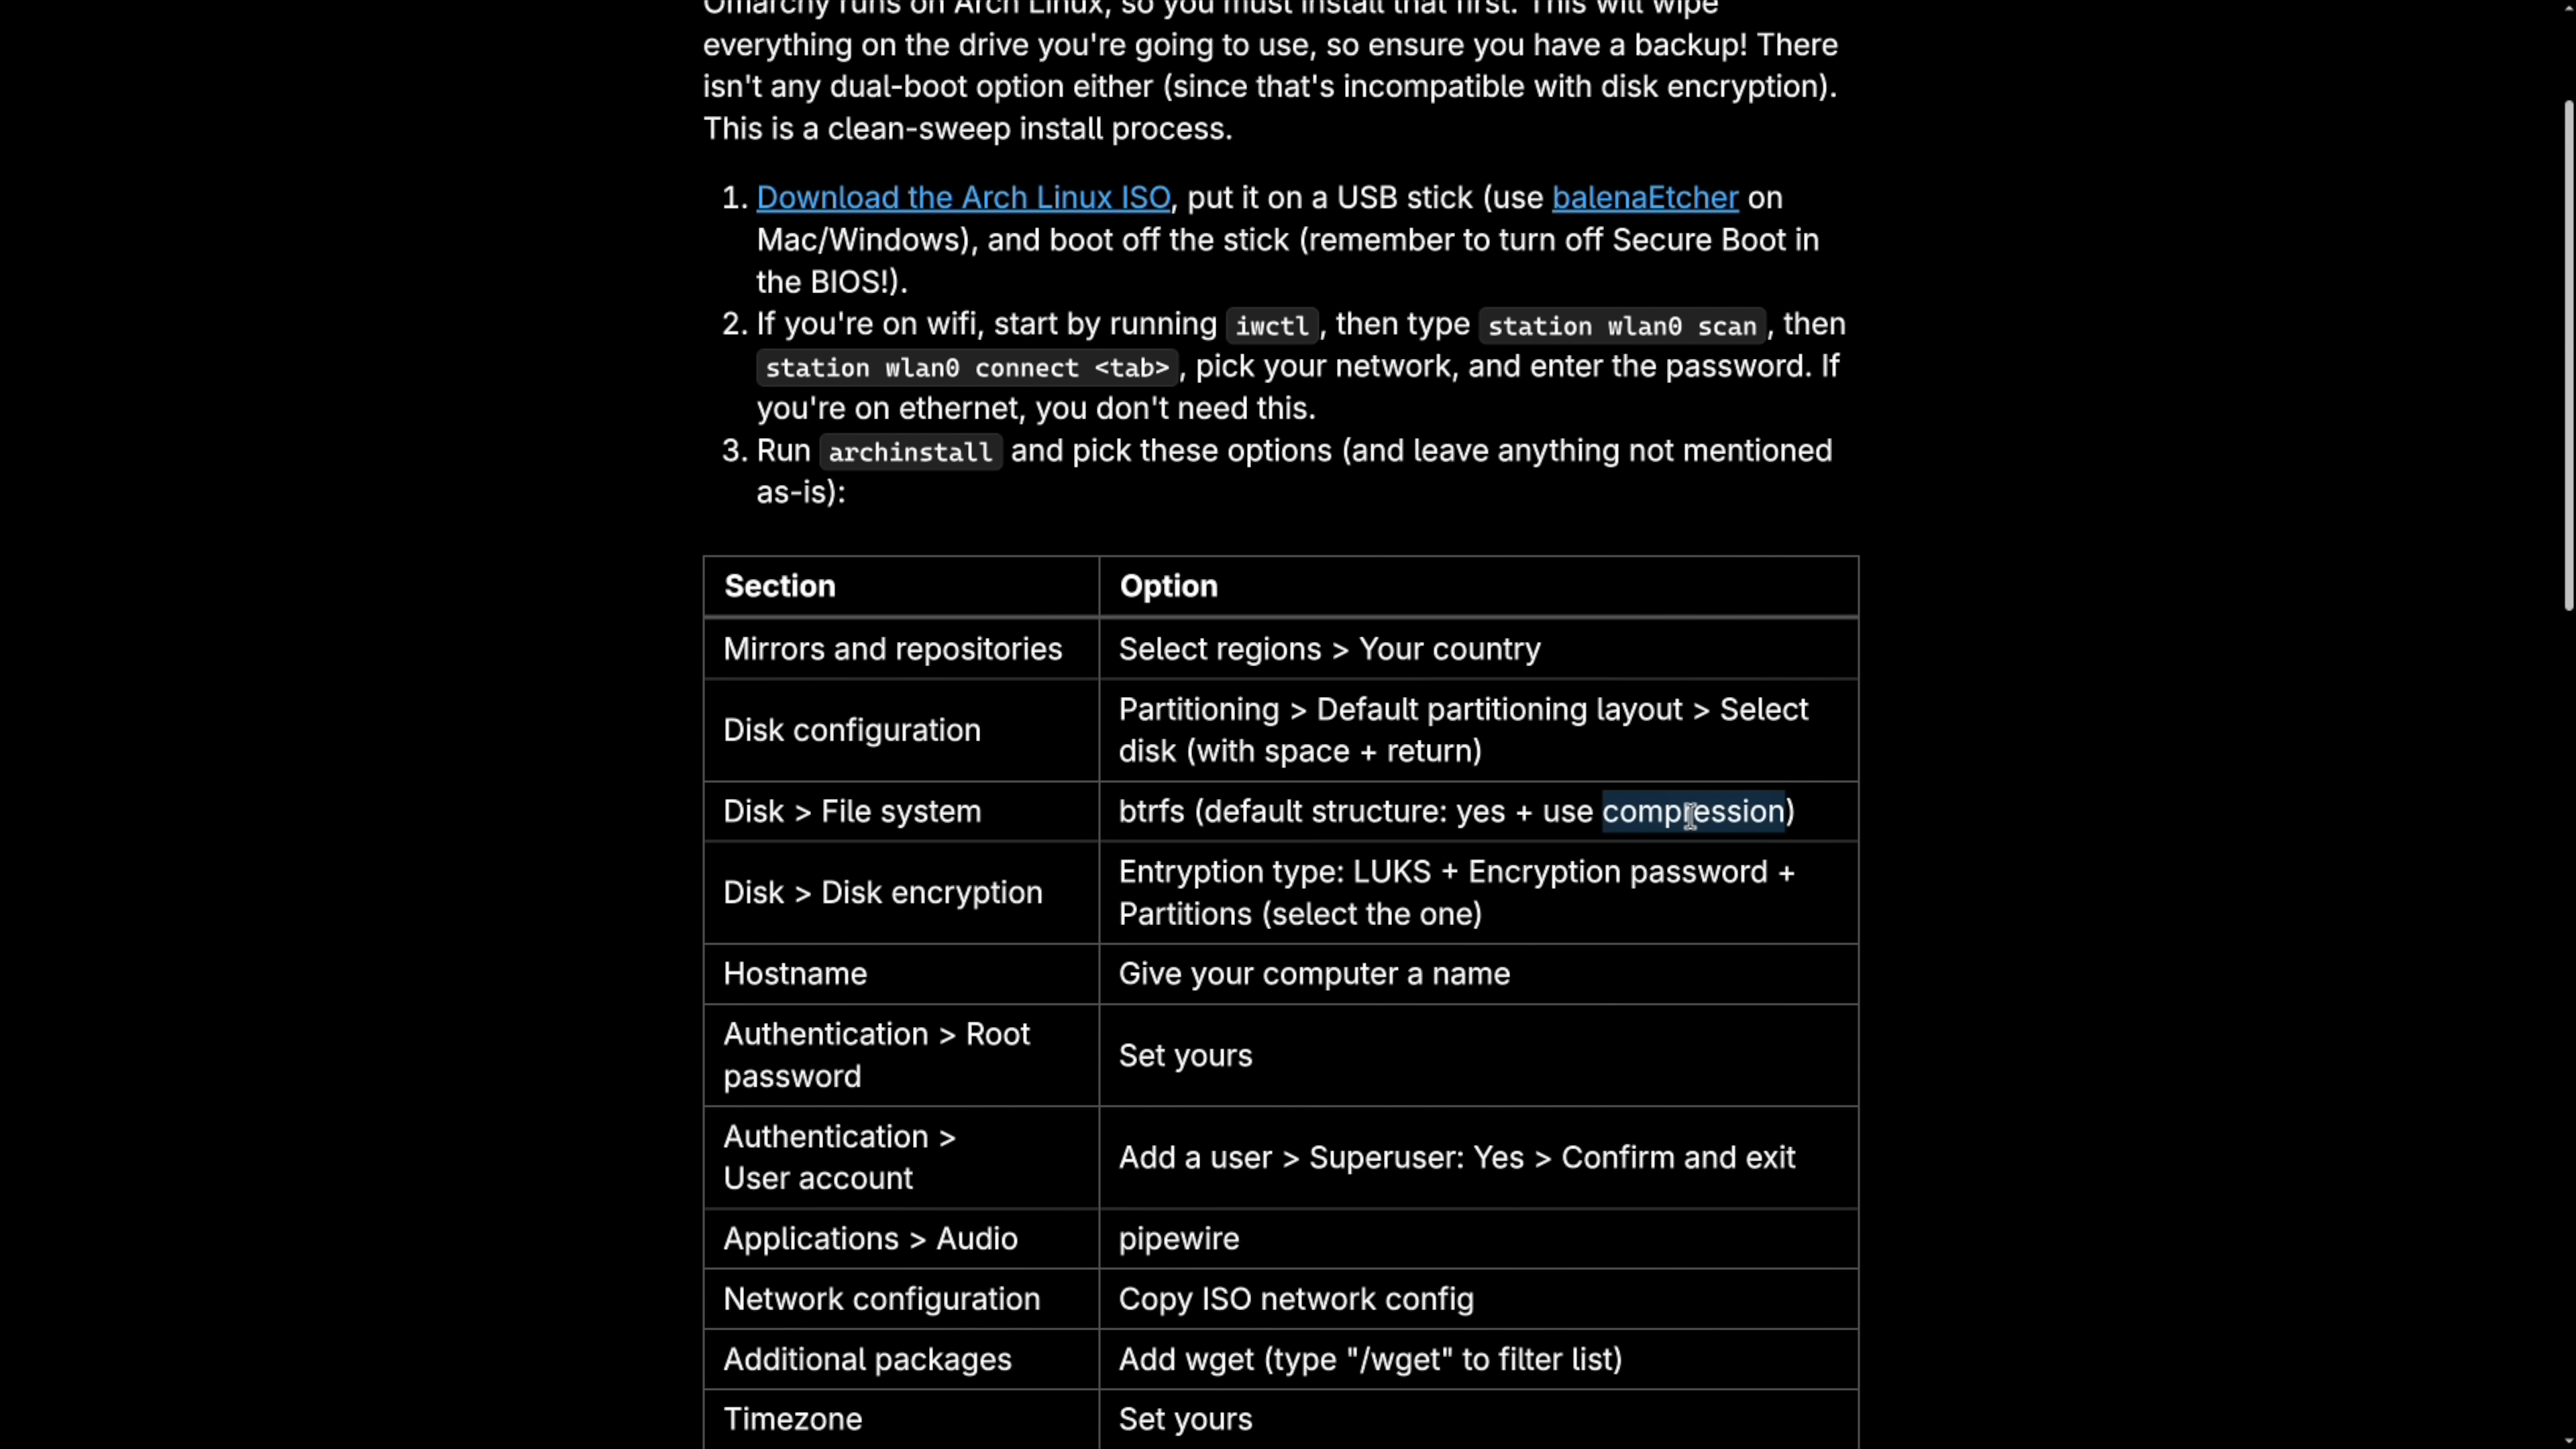 Omarchy runs on Arch Linux, so you must install that first. This will wipe
everything on the drive you're going to use, so ensure you have a backup! There
isn't any dual-boot option either (since that's incompatible with disk encryption).
This is a clean-sweep install process.
1. Download the Arch Linux ISO, put it on a USB stick (use balenaEtcher on
Mac/Windows), and boot off the stick (remember to turn off Secure Boot in
the BIOS!).
2. If you're on wifi, start by running iwctl, then type station wlan0 scan, then
station wlan0 connect <tab>, pick your network, and enter the password. If
you're on ethernet, you don't need this.
3. Run archinstall and pick these options (and leave anything not mentioned
as-is):
Section Option
Mirrors and repositories Select regions > Your country
Disk configuration
Partitioning > Default partitioning layout > Select
disk (with space + return)
Disk > File system btrfs (default structure: yes + use compression)
Disk > Disk encryption
Entryption type: LUKS + Encryption password +
Partitions (select the one)
Hostname Give your computer a name
Authentication > Root
password
Set yours
Authentication >
User account
Add a user > Superuser: Yes > Confirm and exit
Applications > Audio pipewire
Network configuration Copy ISO network config
Additional packages Add wget (type "/wget" to filter list)
Timezone Set yours